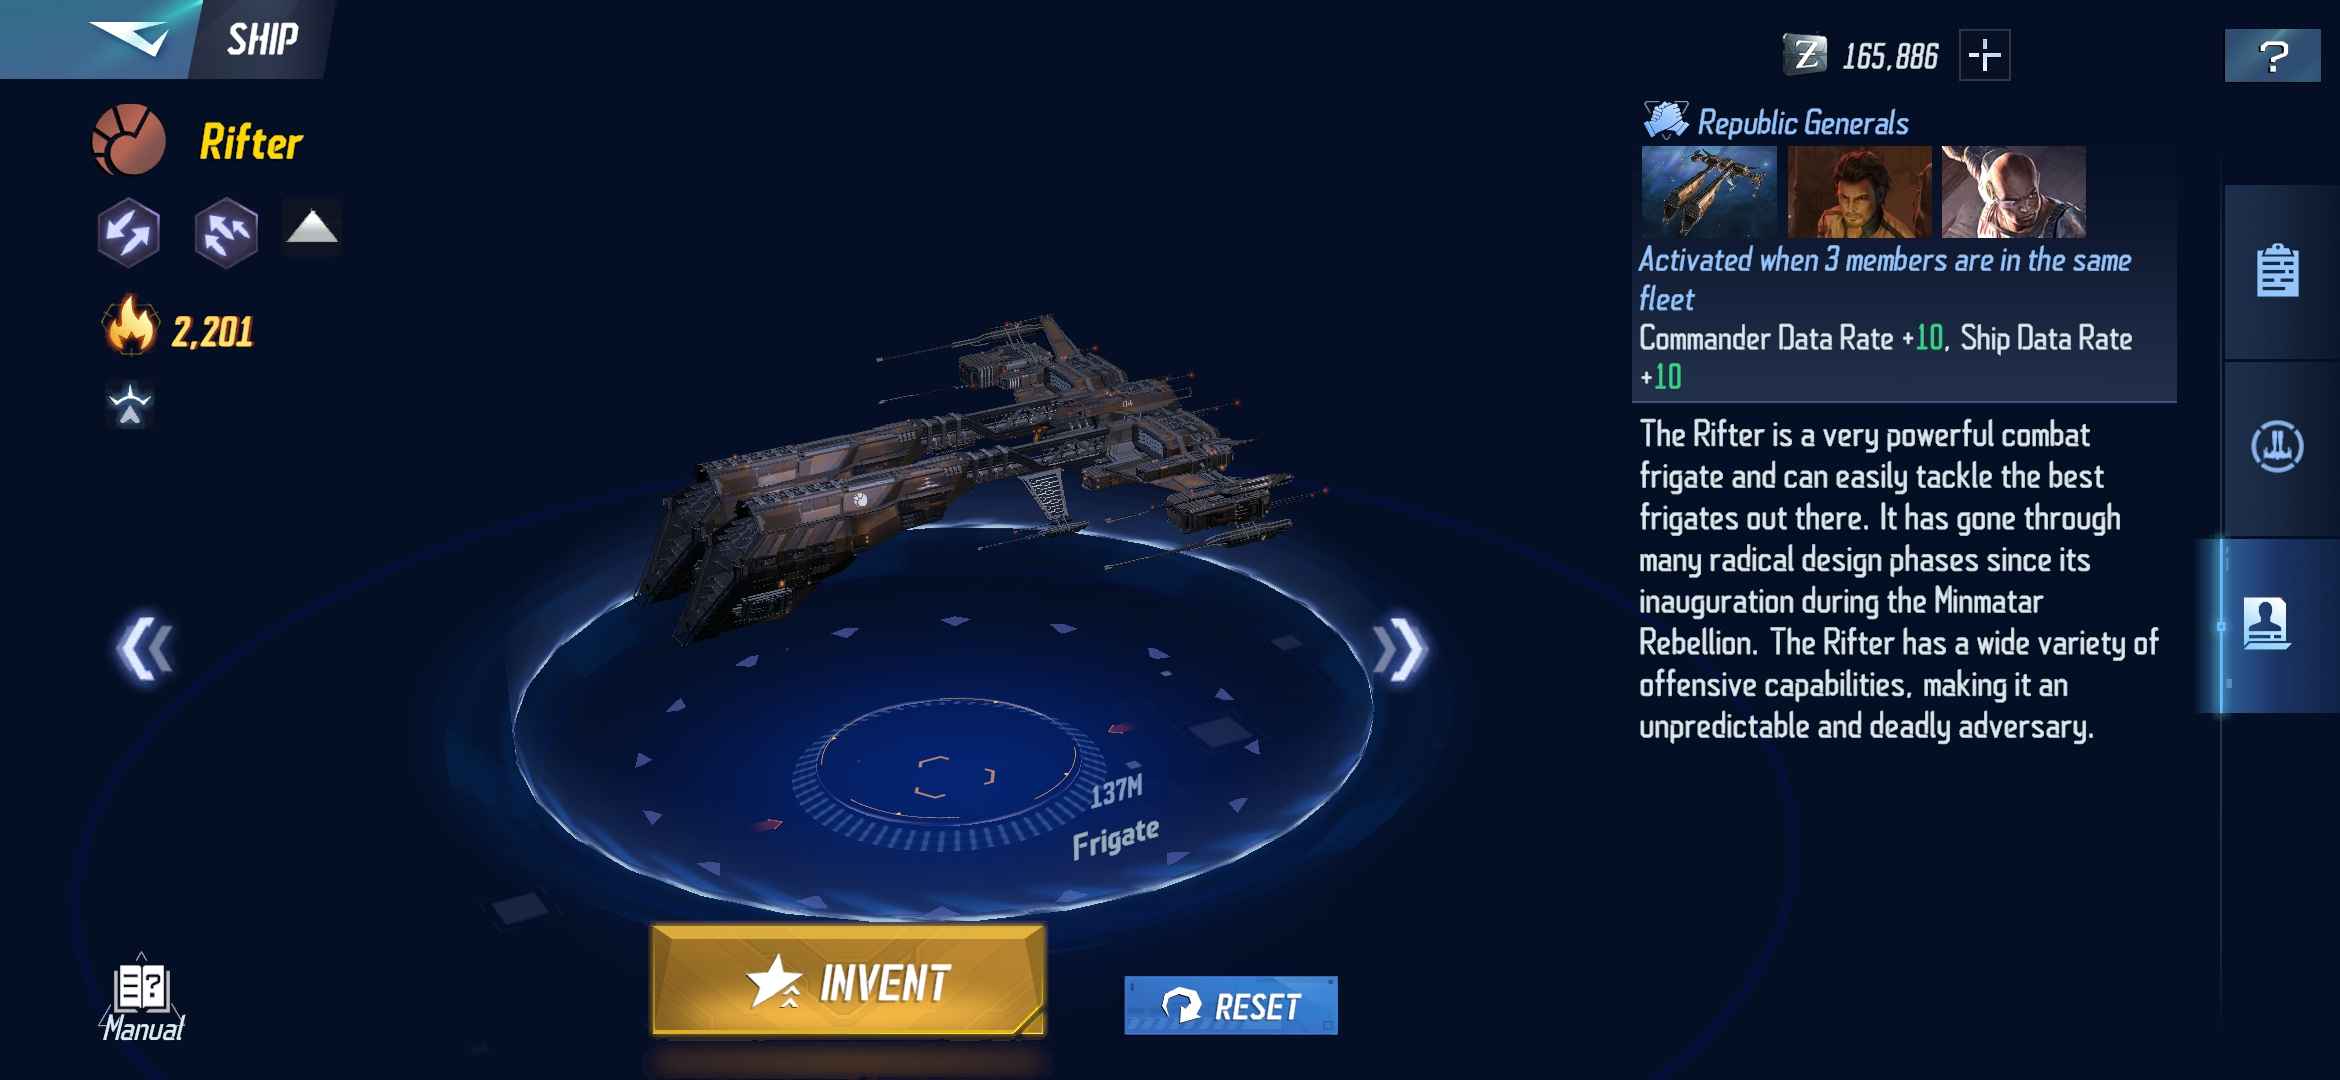 SHIP
Z 165,886
?
Rifter
2,201
Republic Generals
Activated when 3 members are in the same
fleet
Commander Data Rate +10, Ship Data Rate
+10
The Rifter is a very powerful combat
frigate and can easily tackle the best
frigates out there. It has gone through
many radical design phases since its
inauguration during the Minmatar
Rebellion. The Rifter has a wide variety of
offensive capabilities, making it an
unpredictable and deadly adversary.
04
137M
Frigate
INVENT
RESET
?
Manual